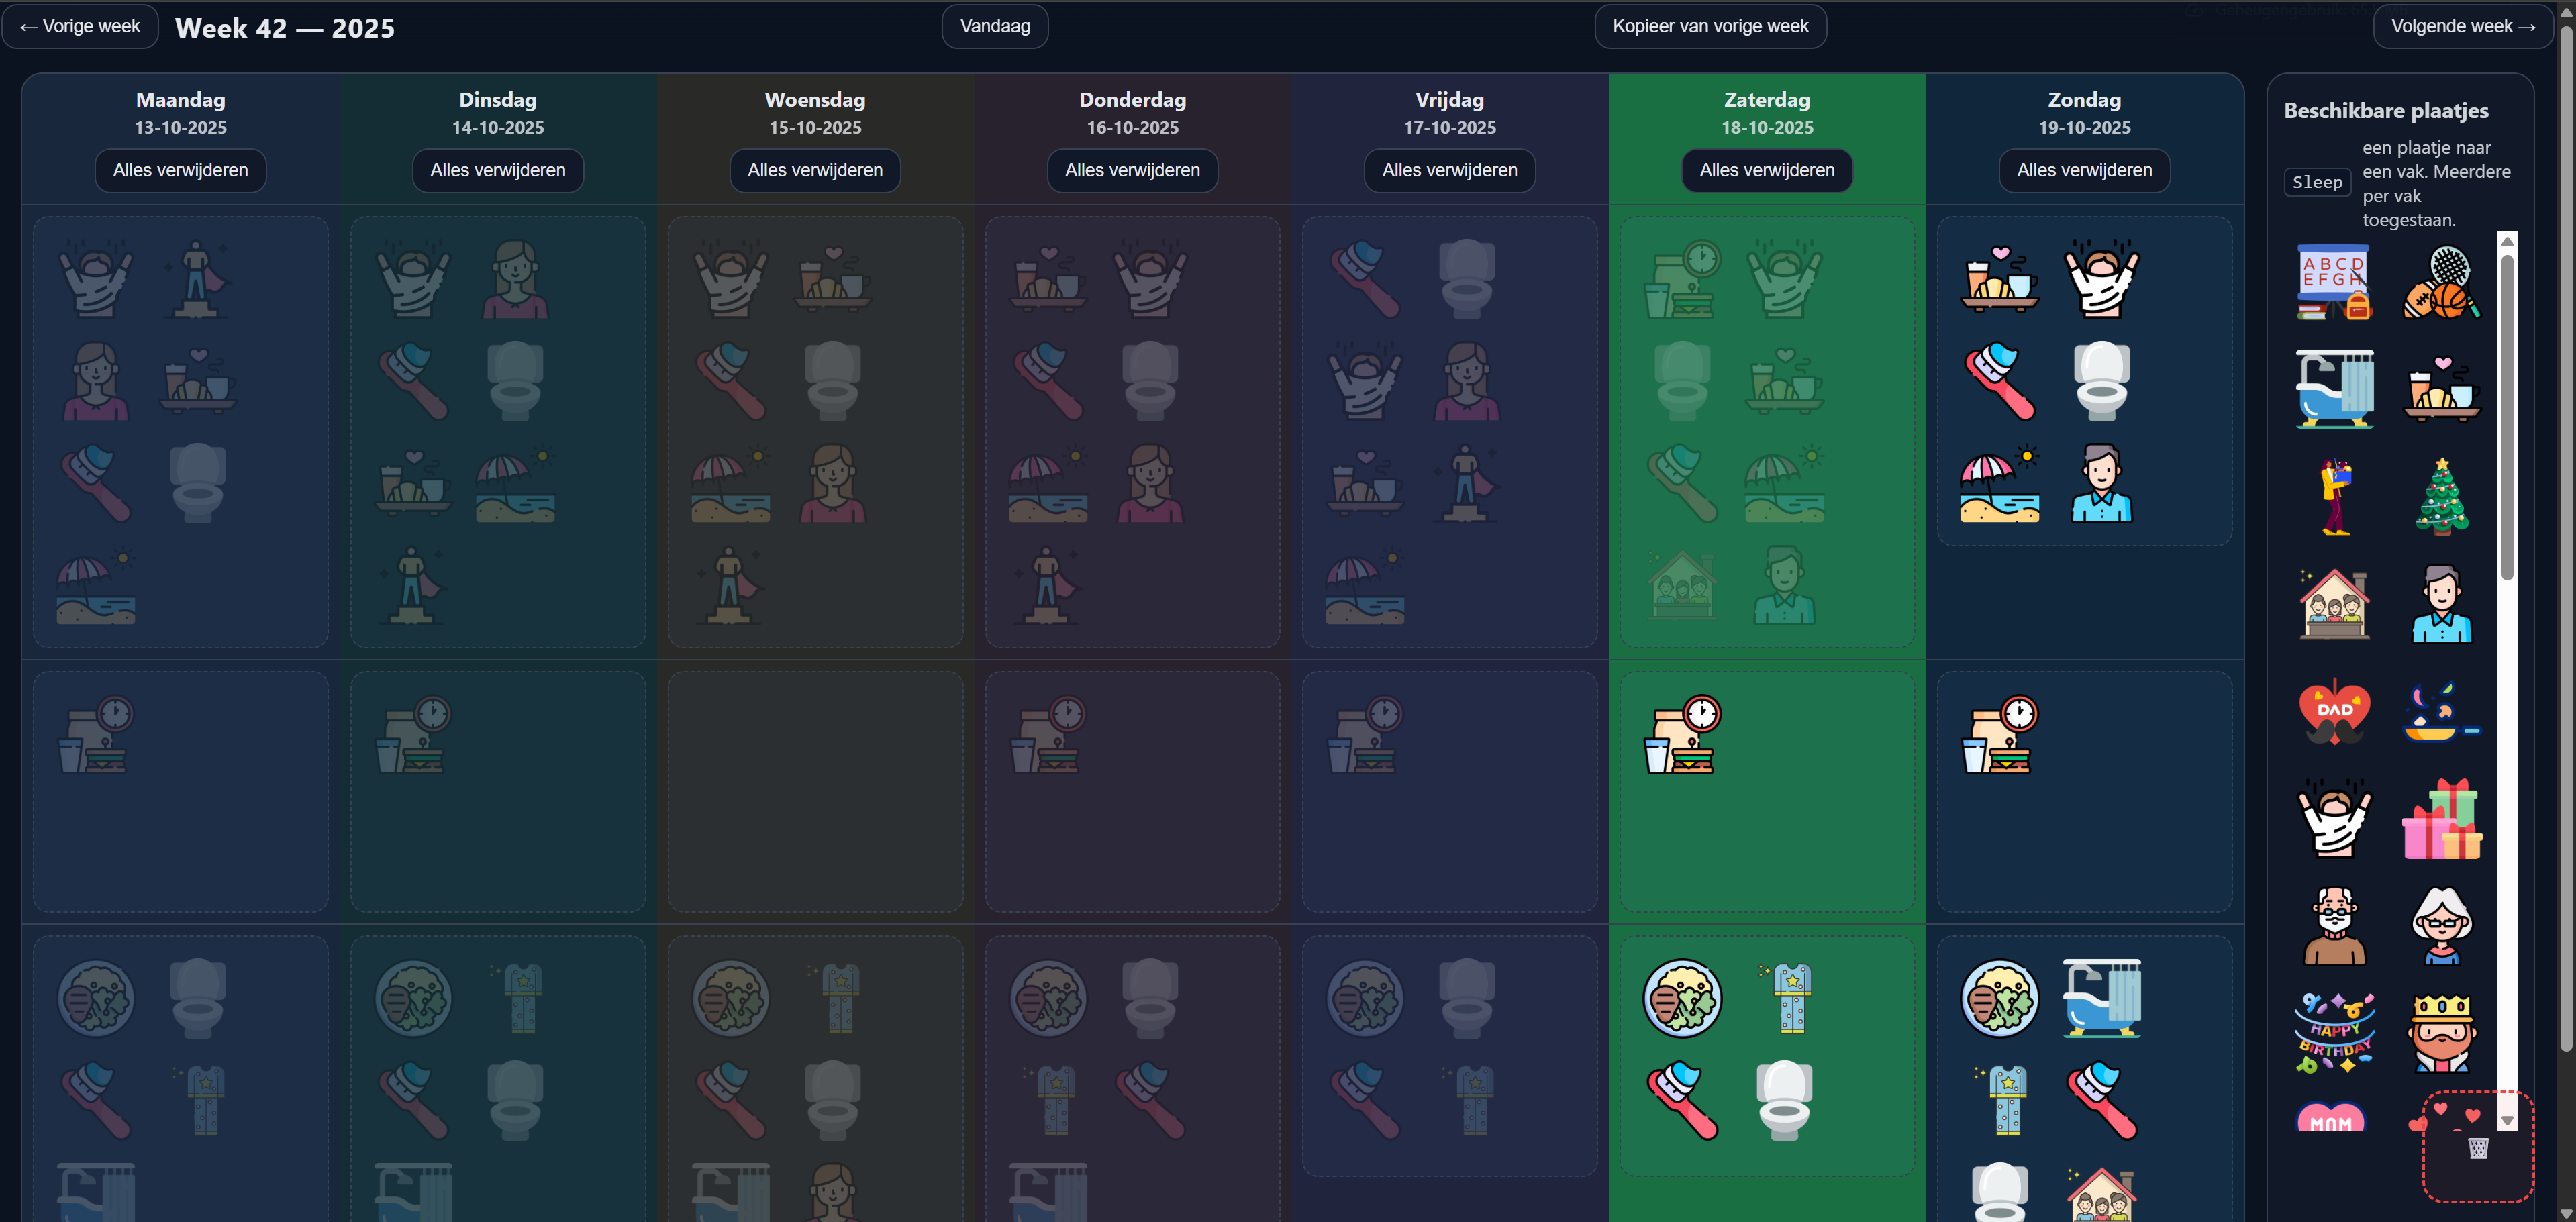 ← Vorige week
Week 42 — 2025
Vandaag
Kopieer van vorige week
Volgende week →
Maandag
13-10-2025
Alles verwijderen
Dinsdag
14-10-2025
Alles verwijderen
Woensdag
15-10-2025
Alles verwijderen
Donderdag
16-10-2025
Alles verwijderen
Vrijdag
17-10-2025
Alles verwijderen
Zaterdag
18-10-2025
Alles verwijderen
Zondag
19-10-2025
Alles verwijderen
Beschikbare plaatjes
Sleep
een plaatje naar
een vak. Meerdere
per vak
toegestaan.
A B C D
E F G H
DAD
HAPPY
BIRTHDAY
MOM